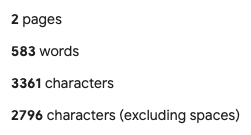 2 pages
583 words
3361 characters
2796 characters (excluding spaces)